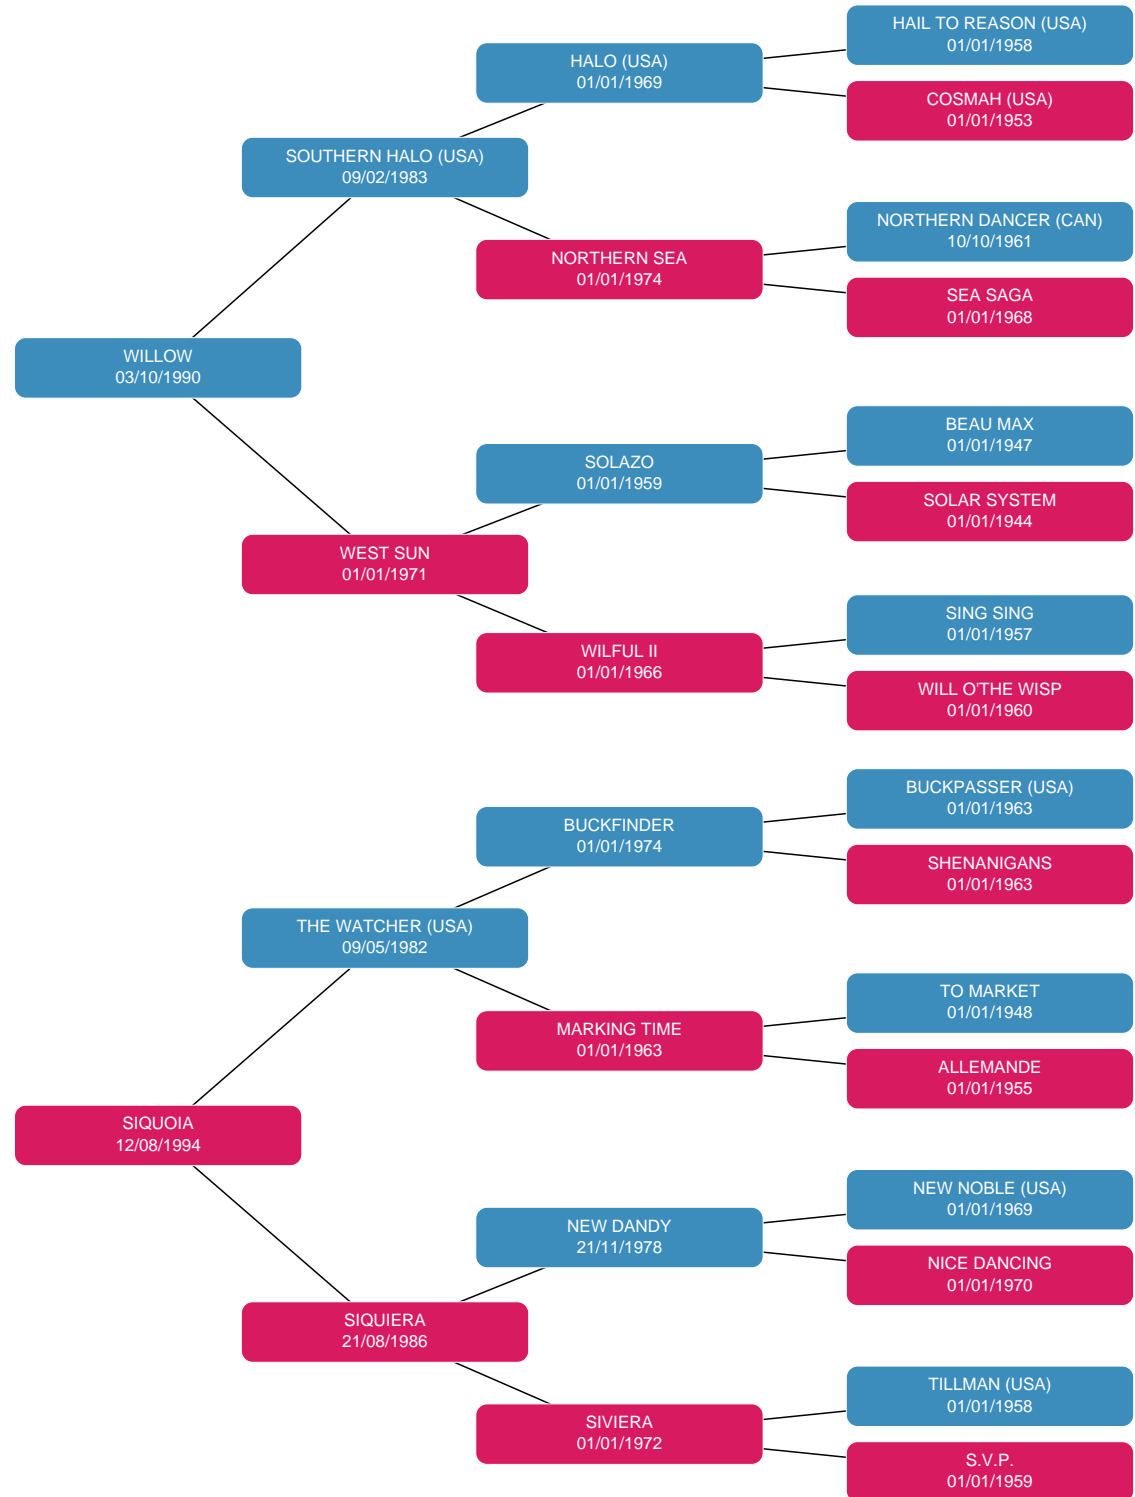 HAIL TO REASON (USA)
01/01/1958
HALO (USA)
01/01/1969
COSMAH (USA)
01/01/1953
SOUTHERN HALO (USA)
09/02/1983
NORTHERN DANCER (CAN)
10/10/1961
NORTHERN SEA
01/01/1974
SEA SAGA
01/01/1968
WILLOW
03/10/1990
BEAU MAX
01/01/1947
SOLAZO
01/01/1959
SOLAR SYSTEM
01/01/1944
WEST SUN
01/01/1971
SING SING
01/01/1957
WILFUL II
01/01/1966
WILL O'THE WISP
01/01/1960
BUCKPASSER (USA)
01/01/1963
BUCKFINDER
01/01/1974
SHENANIGANS
01/01/1963
THE WATCHER (USA)
09/05/1982
TO MARKET
01/01/1948
MARKING TIME
01/01/1963
ALLEMANDE
01/01/1955
SIQUOIA
12/08/1994
NEW NOBLE (USA)
01/01/1969
NEW DANDY
21/11/1978
NICE DANCING
01/01/1970
SIQUIERA
21/08/1986
TILLMAN (USA)
01/01/1958
SIVIERA
01/01/1972
S.V.P.
01/01/1959